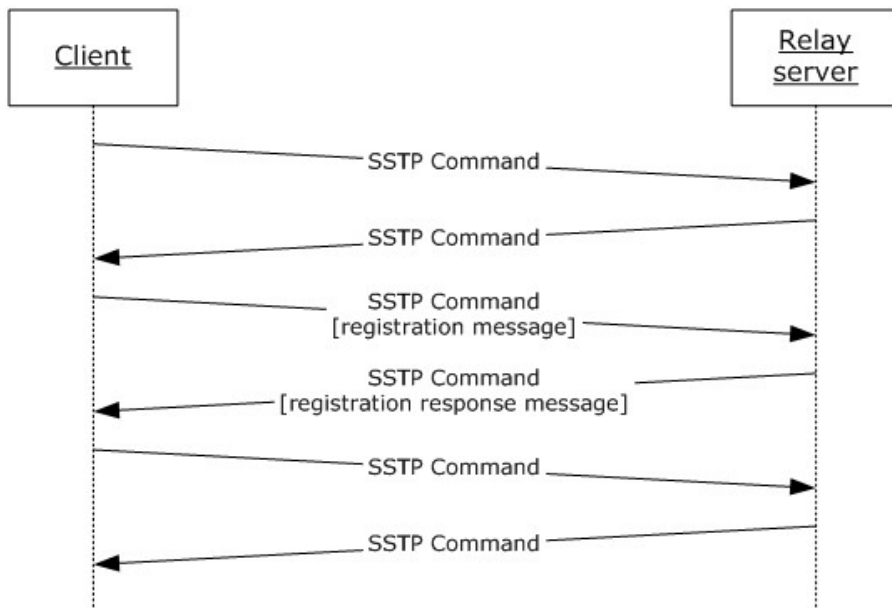 Client
Relay
server
SSTP Command
SSTP Command
SSTP Command
[registration message]
SSTP Command
[registration response message]
SSTP Command
SSTP Command